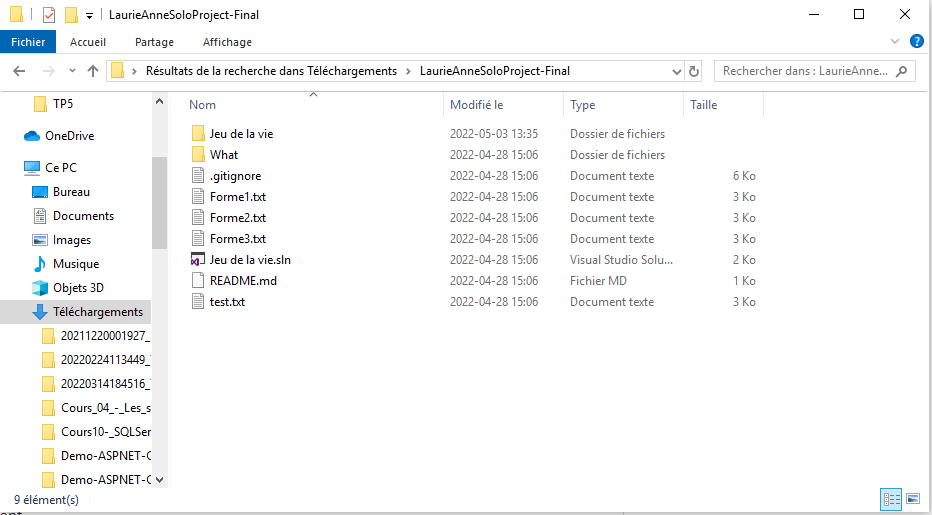 LaurieAnneSoloProject-Final
Fichier Accueil Partage Affichage
Résultats de la recherche dans Téléchargements > LaurieAnneSoloProject-Final
Rechercher dans : LaurieAnne...
TP5
OneDrive
Ce PC
Bureau
Documents
Images
Musique
Objets 3D
Téléchargements
20211220001927_
20220224113449_
20220314184516_
Cours_04_-_Les_s
Cours10-_SQLSer
Demo-ASPNET-C
Demo-ASPNET-C
Nom Modifié le Type Taille
Jeu de la vie 2022-05-03 13:35 Dossier de fichiers
What 2022-04-28 15:06 Dossier de fichiers
.gitignore 2022-04-28 15:06 Document texte 6 Ko
Forme1.txt 2022-04-28 15:06 Document texte 3 Ko
Forme2.txt 2022-04-28 15:06 Document texte 3 Ko
Forme3.txt 2022-04-28 15:06 Document texte 3 Ko
Jeu de la vie.sln 2022-04-28 15:06 Visual Studio Solu... 2 Ko
README.md 2022-04-28 15:06 Fichier MD 1 Ko
test.txt 2022-04-28 15:06 Document texte 3 Ko
9 élément(s)